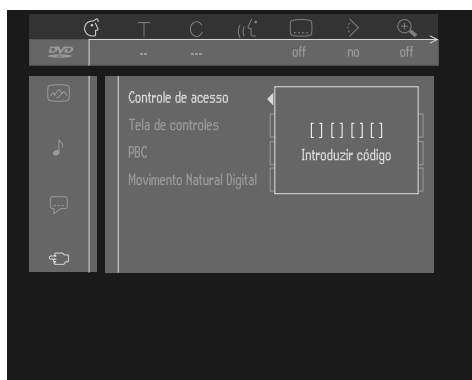 T C
DVD -- --- off no off
Controle de acesso
Tela de controles
PBC
Movimento Natural Digital
[ ] [ ] [ ] [ ]
Introduzir código